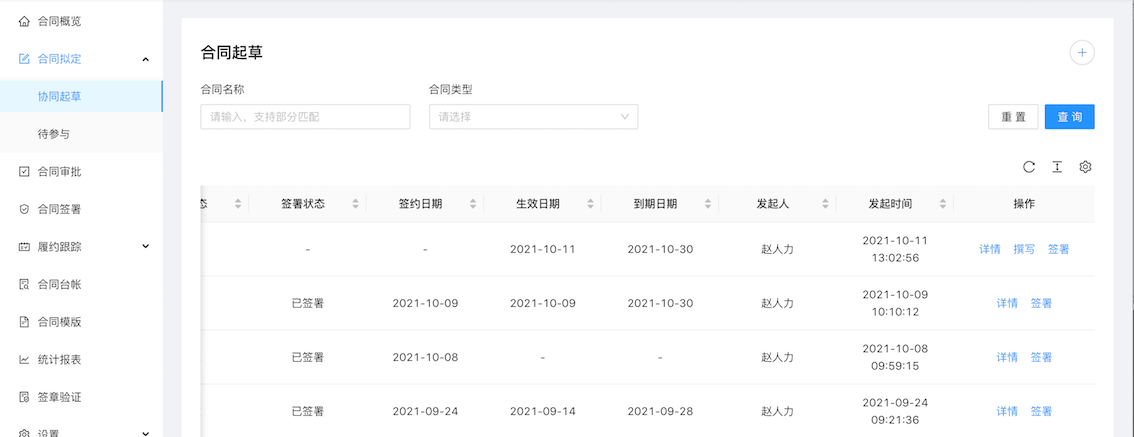 合同概览
合同拟定
协同起草
待参与
合同审批
合同签署
履约跟踪
合同台帐
合同模版
统计报表
签章验证
设置
合同起草
合同名称 合同类型
请输入，支持部分匹配 请选择 重 置 查 询
态 签署状态 签约日期 生效日期 到期日期 发起人 发起时间 操作
- - 2021-10-11 2021-10-30 赵人力 2021-10-11 13:02:56 详情 撰写 签署
已签署 2021-10-09 2021-10-09 2021-10-30 赵人力 2021-10-09 10:10:12 详情 签署
已签署 2021-10-08 - - 赵人力 2021-10-08 09:59:15 详情 签署
已签署 2021-09-24 2021-09-14 2021-09-28 赵人力 2021-09-24 09:21:36 详情 签署